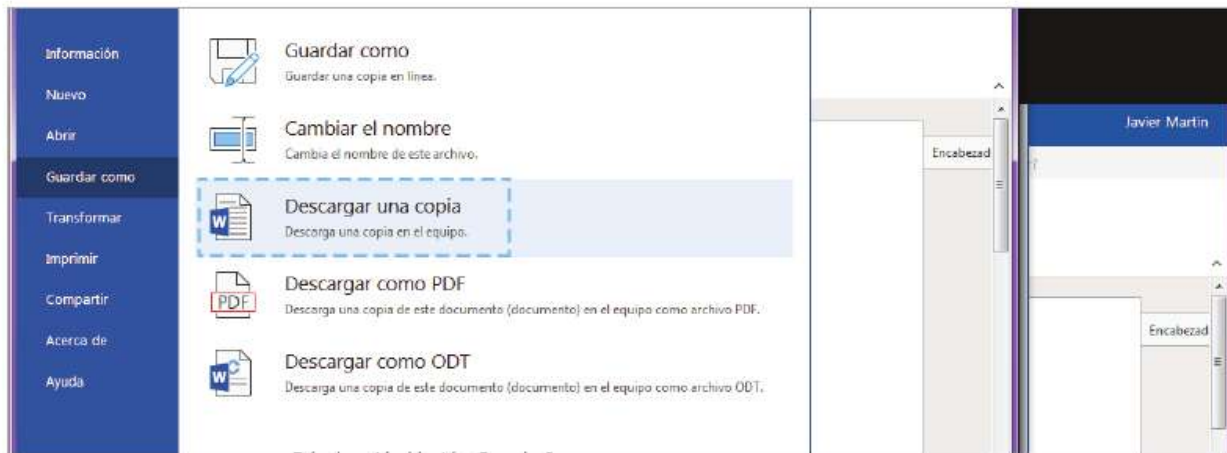 Información
Nuevo
Abrir
Guardar como
Transformar
Imprimir
Compartir
Acerca de
Ayuda
Guardar como
Guardar una copia en línea.
Cambiar el nombre
Cambia el nombre de este archivo.
W
Descargar una copia
Descarga una copia en el equipo.
PDF
Descargar como PDF
Descarga una copia de este documento (documento) en el equipo como archivo PDF.
W
Descargar como ODT
Descarga una copia de este documento (documento) en el equipo como archivo ODT.
Encabezad
Javier Martin
Encabezad